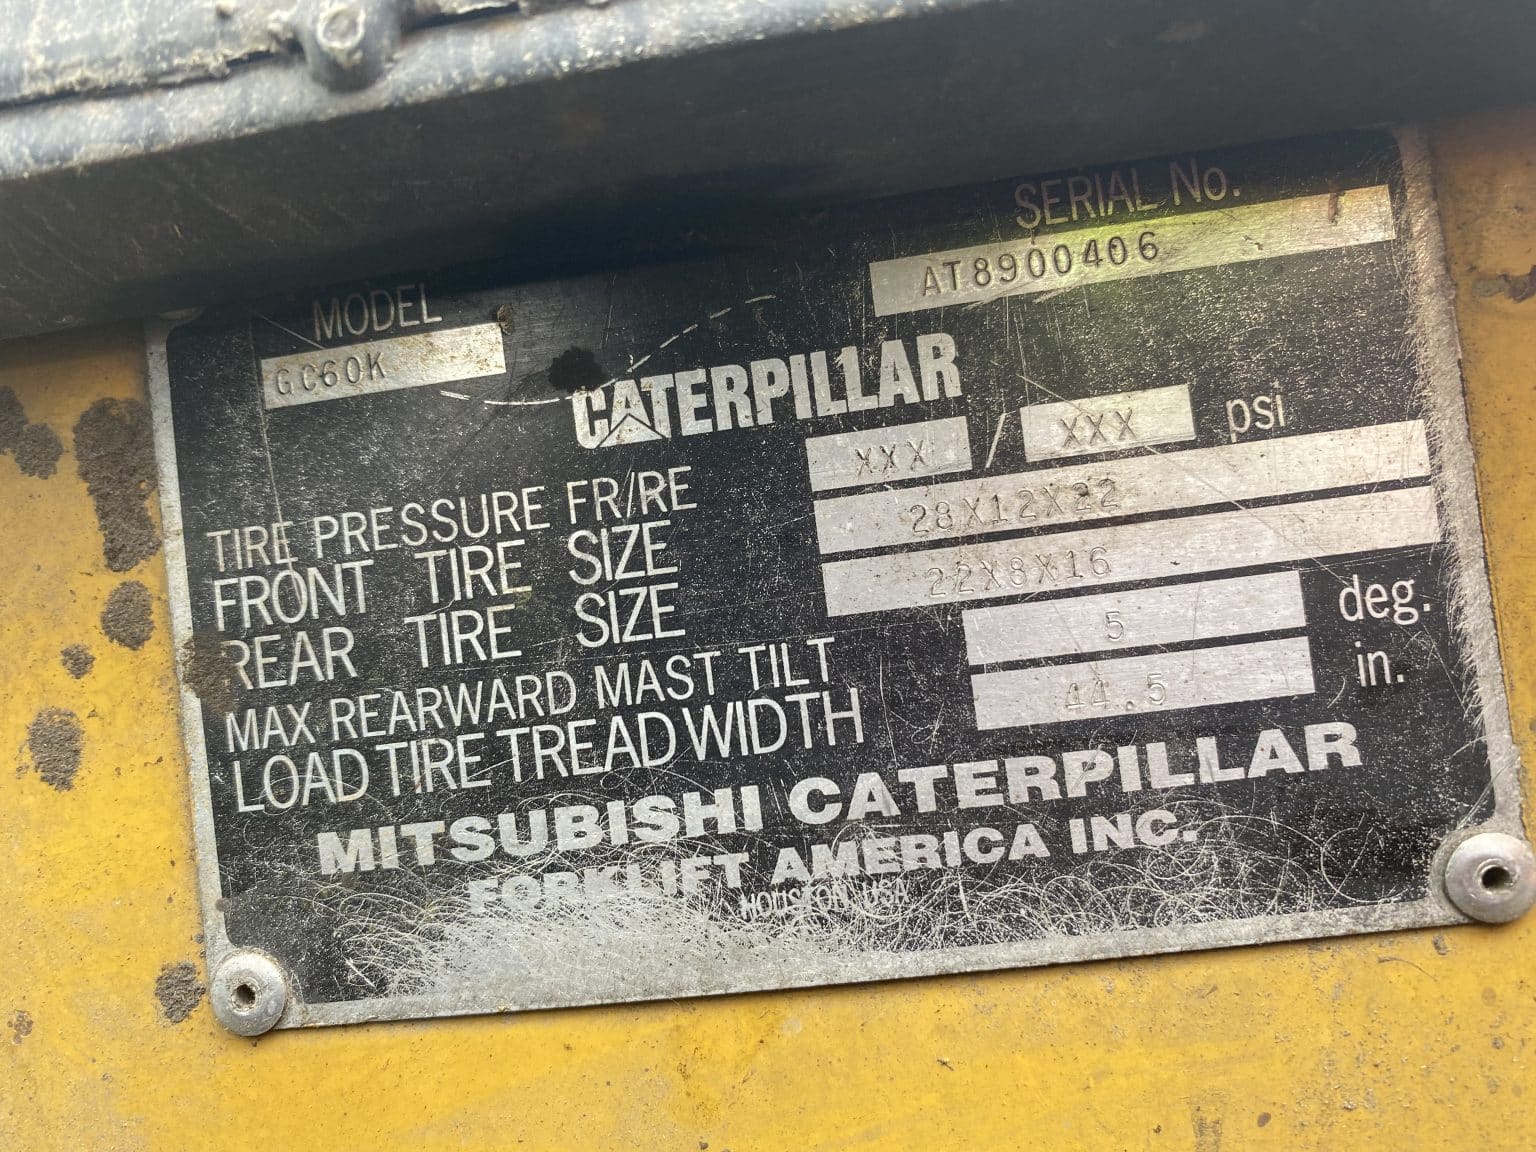 MODEL
GC60K
SERIAL No.
AT8900406
CATERPILLAR
TIRE PRESSURE FR/RE XXX / XXX psi
FRONT TIRE SIZE 28X12X22
REAR TIRE SIZE 22X8X16
MAX REARWARD MAST TILT 5 deg.
LOAD TIRE TREAD WIDTH 44.5 in.
MITSUBISHI CATERPILLAR
FORKLIFT AMERICA INC.
HOUSTON, USA